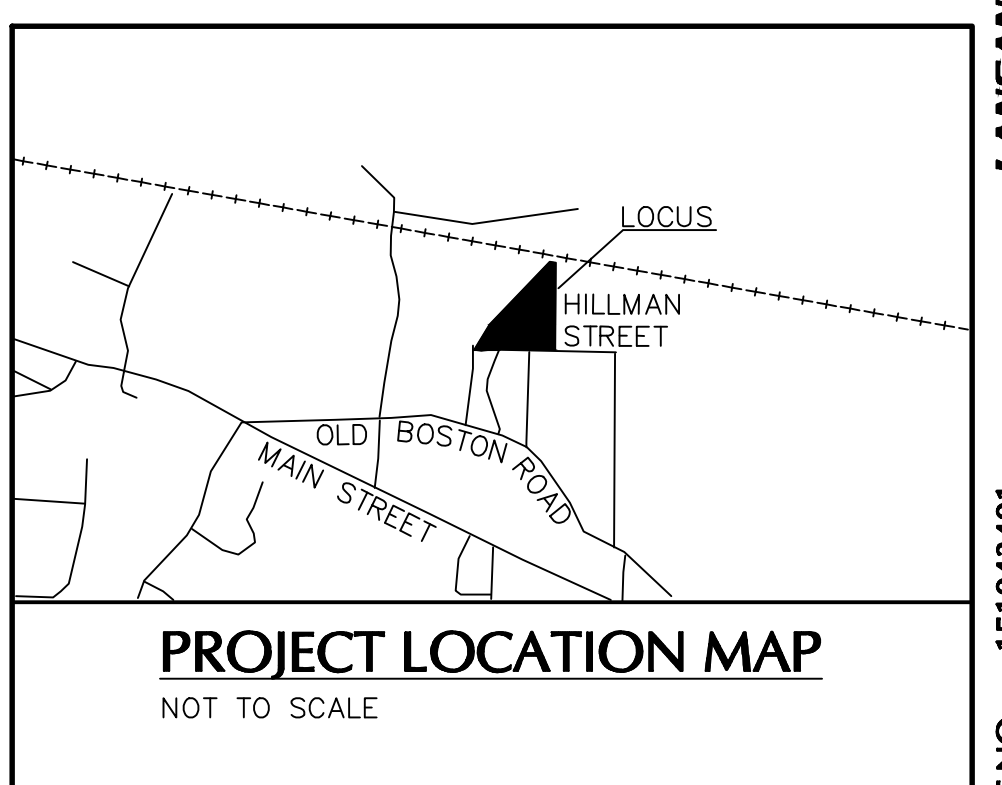 LOCUS
HILLMAN
STREET
OLD BOSTON ROAD
MAIN STREET
PROJECT LOCATION MAP
NOT TO SCALE